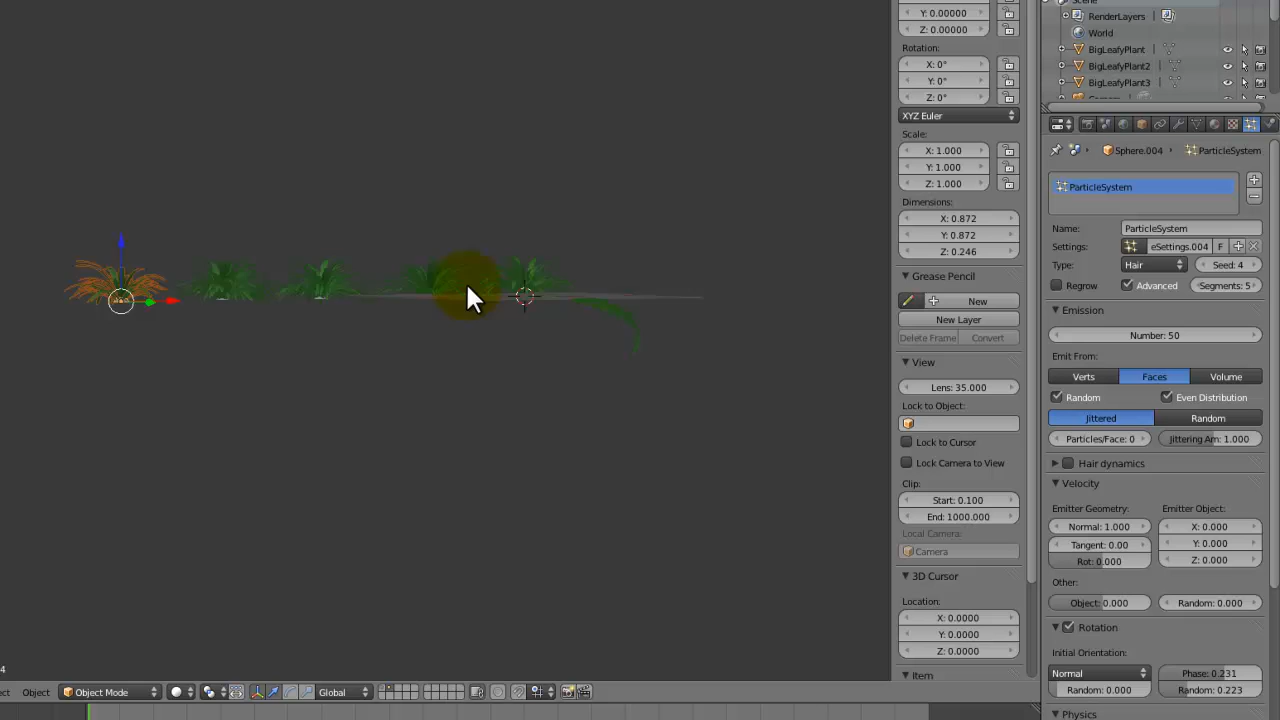 Y: 0.00000
Z: 0.00000
Rotation:
X: 0°
Y: 0°
Z: 0°
XYZ Euler
Scale:
X: 1.000
Y: 1.000
Z: 1.000
Dimensions:
X: 0.872
Y: 0.872
Z: 0.246
Grease Pencil
New
New Layer
Delete Frame
Convert
View
Lens: 35.000
Lock to Object:
Lock to Cursor
Lock Camera to View
Clip:
Start: 0.100
End: 1000.000
Local Camera:
Camera
3D Cursor
Location:
X: 0.0000
Y: 0.0000
Z: 0.0000
Item
Scene
RenderLayers
World
BigLeafyPlant
BigLeafyPlant2
BigLeafyPlant3
Sphere.004
ParticleSystem
ParticleSystem
Name:
ParticleSystem
Settings:
eSettings.004
F
Type:
Hair
Seed: 4
Regrow
Advanced
Segments: 5
Emission
Number: 50
Emit From:
Verts
Faces
Volume
Random
Even Distribution
Jittered
Random
Particles/Face: 0
Jittering Am: 1.000
Hair dynamics
Velocity
Emitter Geometry:
Emitter Object:
Normal: 1.000
X: 0.000
Tangent: 0.00
Y: 0.000
Rot: 0.000
Z: 0.000
Other:
Object: 0.000
Random: 0.000
Rotation
Initial Orientation:
Normal
Phase: 0.231
Random: 0.000
Random: 0.223
Physics
4
ct
Object
Object Mode
Global